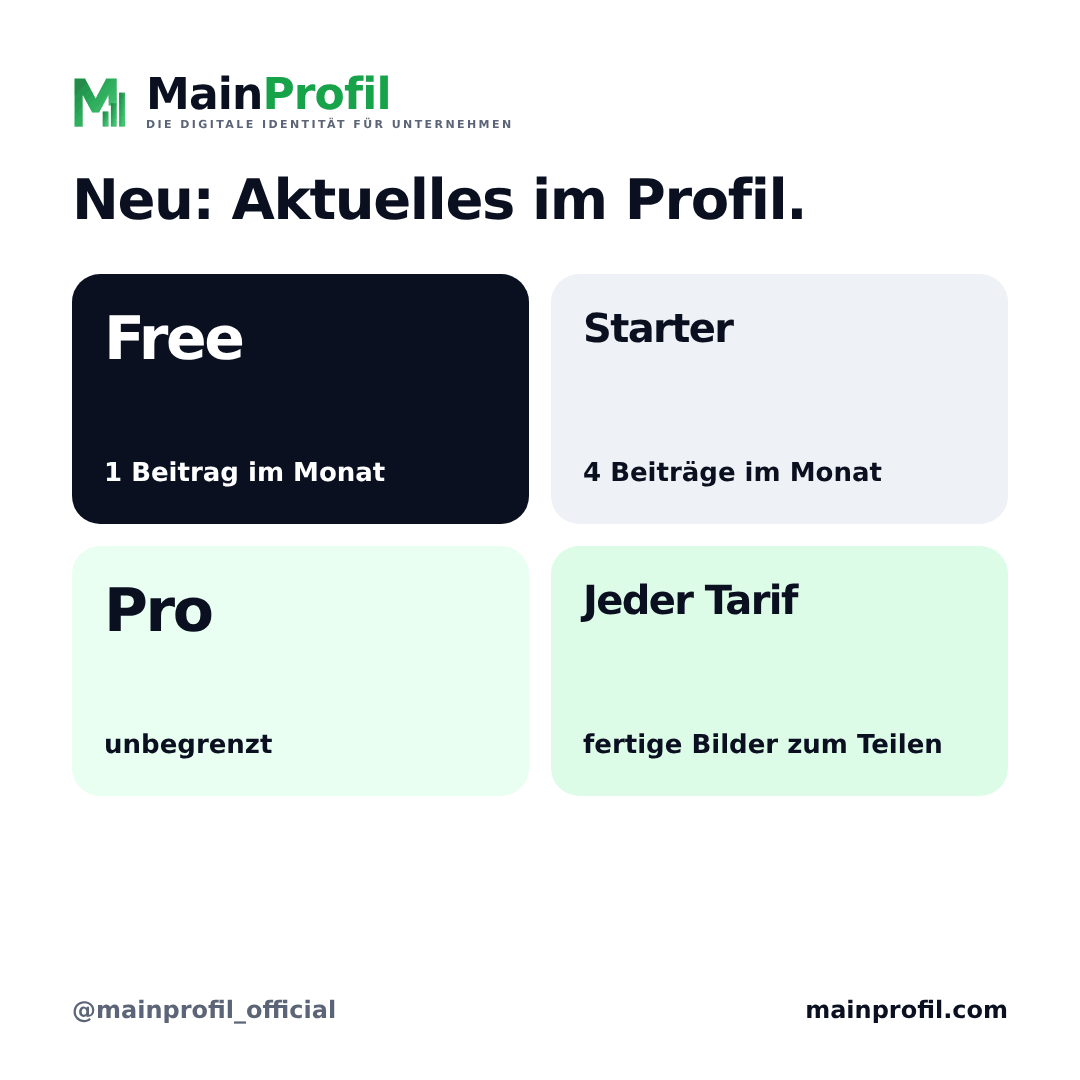 MainProfil
DIE DIGITALE IDENTITÄT FÜR UNTERNEHMEN
Neu: Aktuelles im Profil.
Free
1 Beitrag im Monat
Starter
4 Beiträge im Monat
Pro
unbegrenzt
Jeder Tarif
fertige Bilder zum Teilen
@mainprofil_official
mainprofil.com